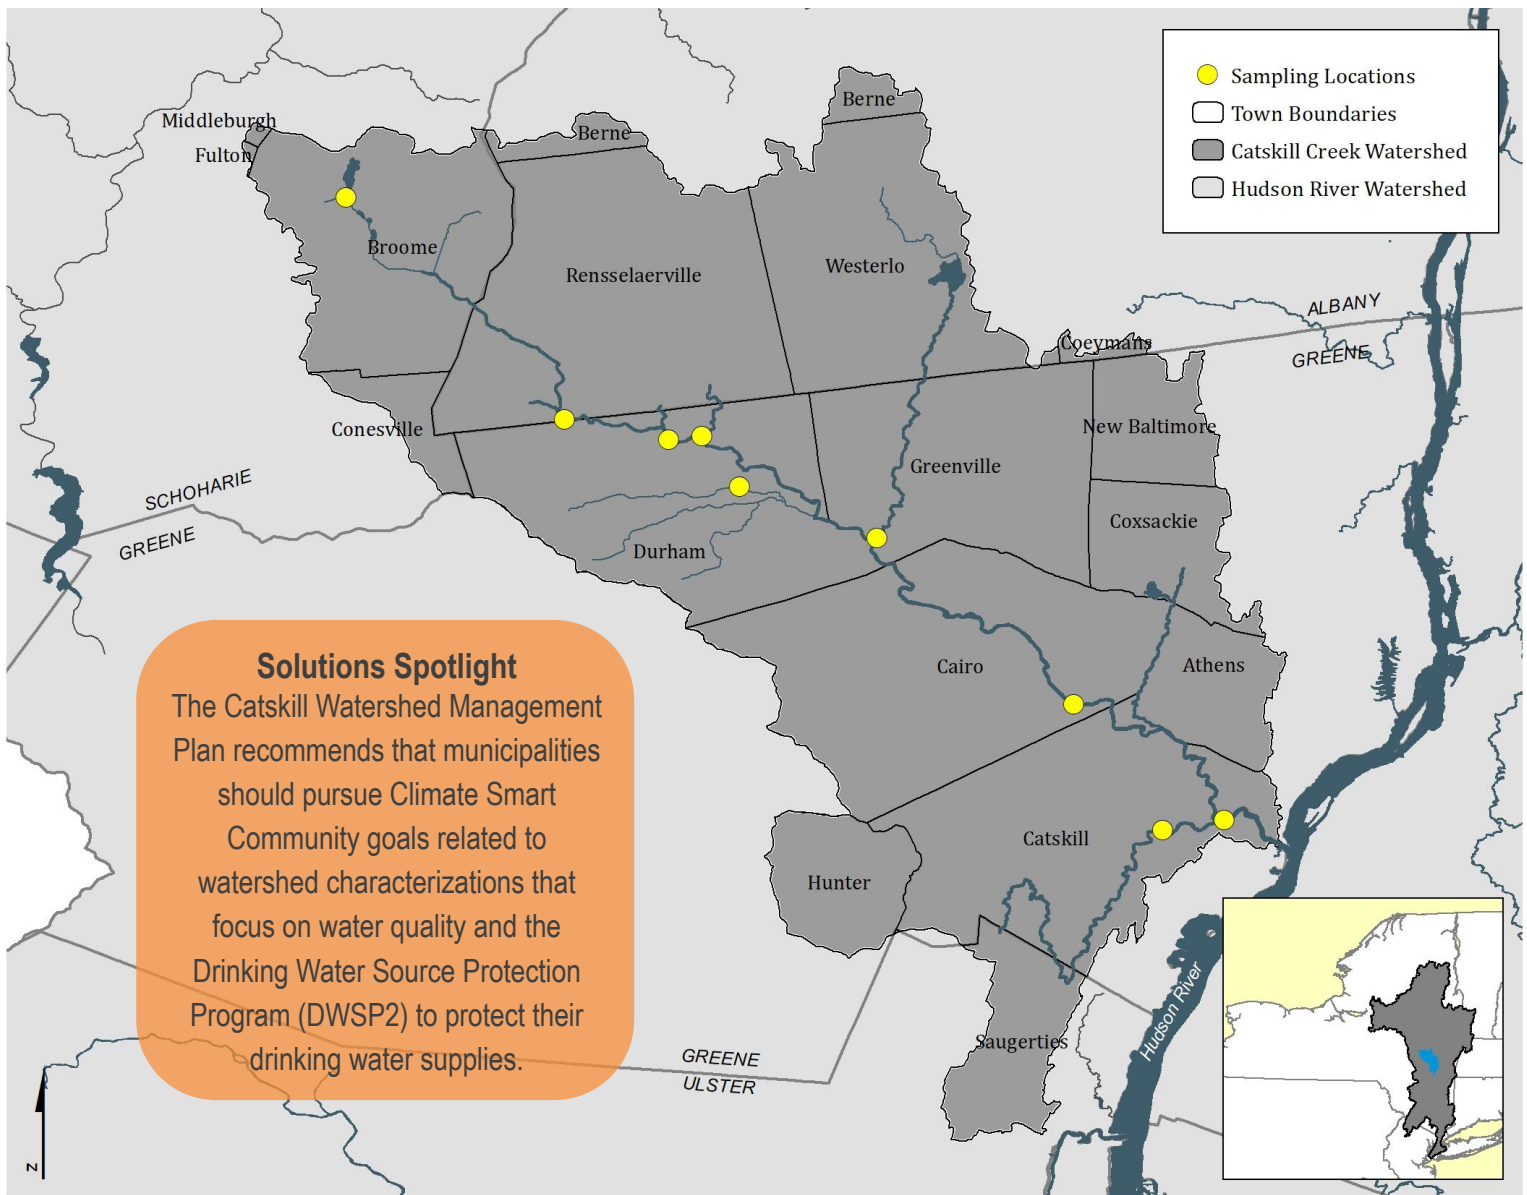 Sampling Locations
Town Boundaries
Catskill Creek Watershed
Hudson River Watershed
Berne
Middleburgh
Berne
Fulton
Broome
Rensselaerville
Westerlo
ALBANY
GREENE
Coeymans
Conesville
New Baltimore
Greenville
SCHOHARIE
GREENE
Coxsackie
Durham
Cairo
Athens
Catskill
Hunter
Saugerties
Hudson River
GREENE
ULSTER
Solutions Spotlight
The Catskill Watershed Management
Plan recommends that municipalities
should pursue Climate Smart
Community goals related to
watershed characterizations that
focus on water quality and the
Drinking Water Source Protection
Program (DWSP2) to protect their
drinking water supplies.
N